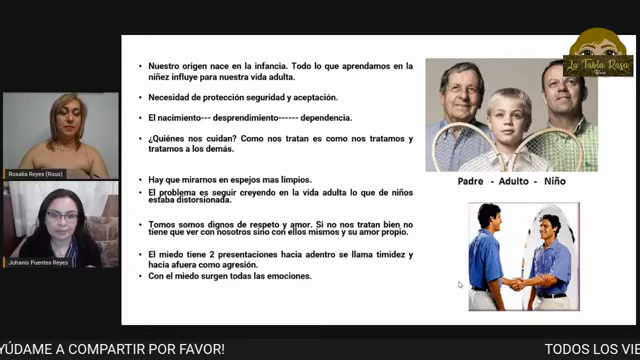 La Tabla Rasa
• Nuestro origen nace en la infancia. Todo lo que aprendamos en la
niñez influye para nuestra vida adulta.
• Necesidad de protección seguridad y aceptación.
• El nacimiento--- desprendimiento------ dependencia.
• ¿Quiénes nos cuidan? Como nos tratan es como nos tratamos y
tratamos a los demás.
• Hay que mirarnos en espejos mas limpios.
• El problema es seguir creyendo en la vida adulta lo que de niños
estaba distorsionada.
• Tomos somos dignos de respeto y amor. Si no nos tratan bien no
tiene que ver con nosotros sino con ellos mismos y su amor propio.
• El miedo tiene 2 presentaciones hacia adentro se llama timidez y
hacia afuera como agresión.
• Con el miedo surgen todas las emociones.
Padre - Adulto - Niño
Rosalia Reyes (Rous)
Johanis Puentes Reyes
YÚDAME A COMPARTIR POR FAVOR!
TODOS LOS VIE